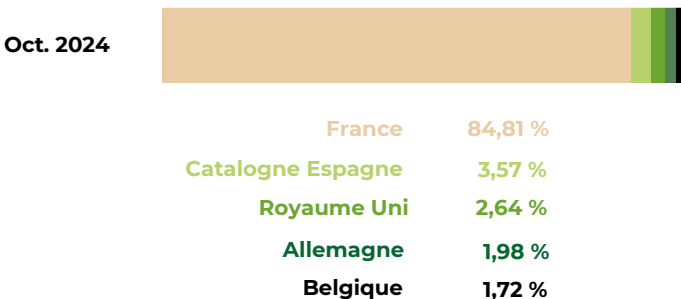 Oct. 2024
France 84,81 %
Catalogne Espagne 3,57 %
Royaume Uni 2,64 %
Allemagne 1,98 %
Belgique 1,72 %